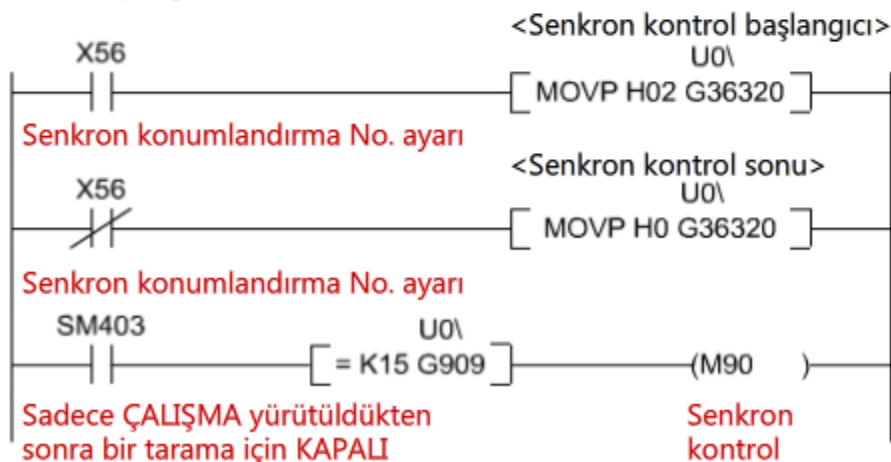 <Senkron kontrol başlangıcı>
X56
U0\
MOVP H02 G36320
Senkron konumlandırma No. ayarı
<Senkron kontrol sonu>
X56
U0\
MOVP H0 G36320
Senkron konumlandırma No. ayarı
SM403
U0\
= K15 G909
(M90 )
Sadece ÇALIŞMA yürütüldükten
sonra bir tarama için KAPALI
Senkron
kontrol